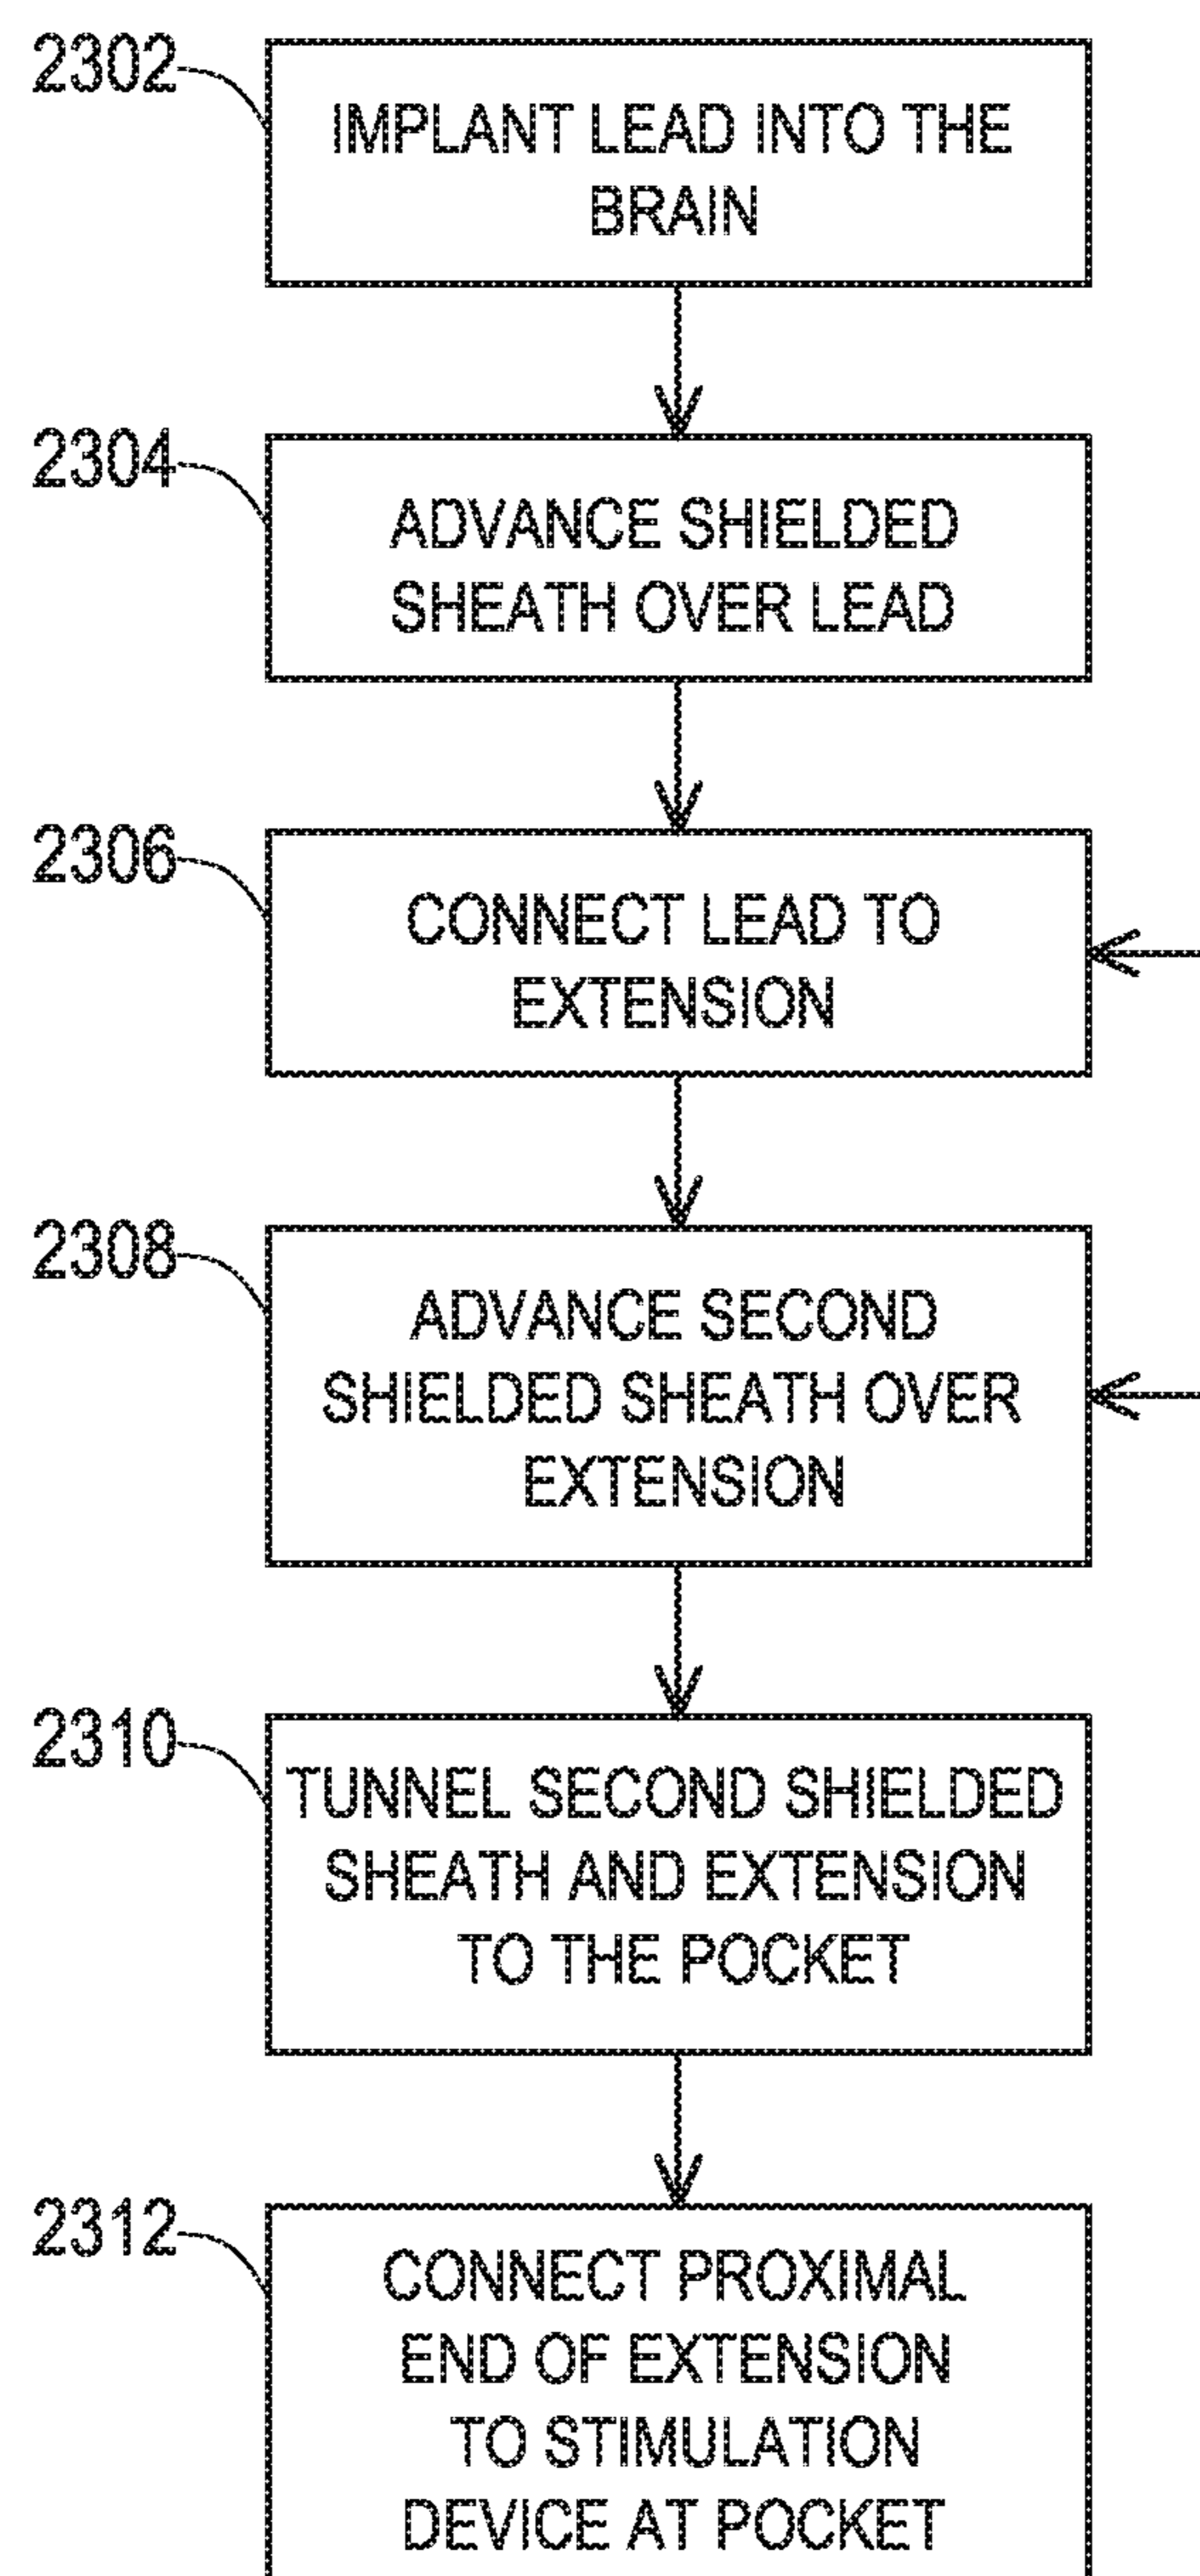 2302
IMPLANT LEAD INTO THE
BRAIN
2304
ADVANCE SHIELDED
SHEATH OVER LEAD
2306
CONNECT LEAD TO
EXTENSION
2308
ADVANCE SECOND
SHIELDED SHEATH OVER
EXTENSION
2310
TUNNEL SECOND SHIELDED
SHEATH AND EXTENSION
TO THE POCKET
2312
CONNECT PROXIMAL
END OF EXTENSION
TO STIMULATION
DEVICE AT POCKET